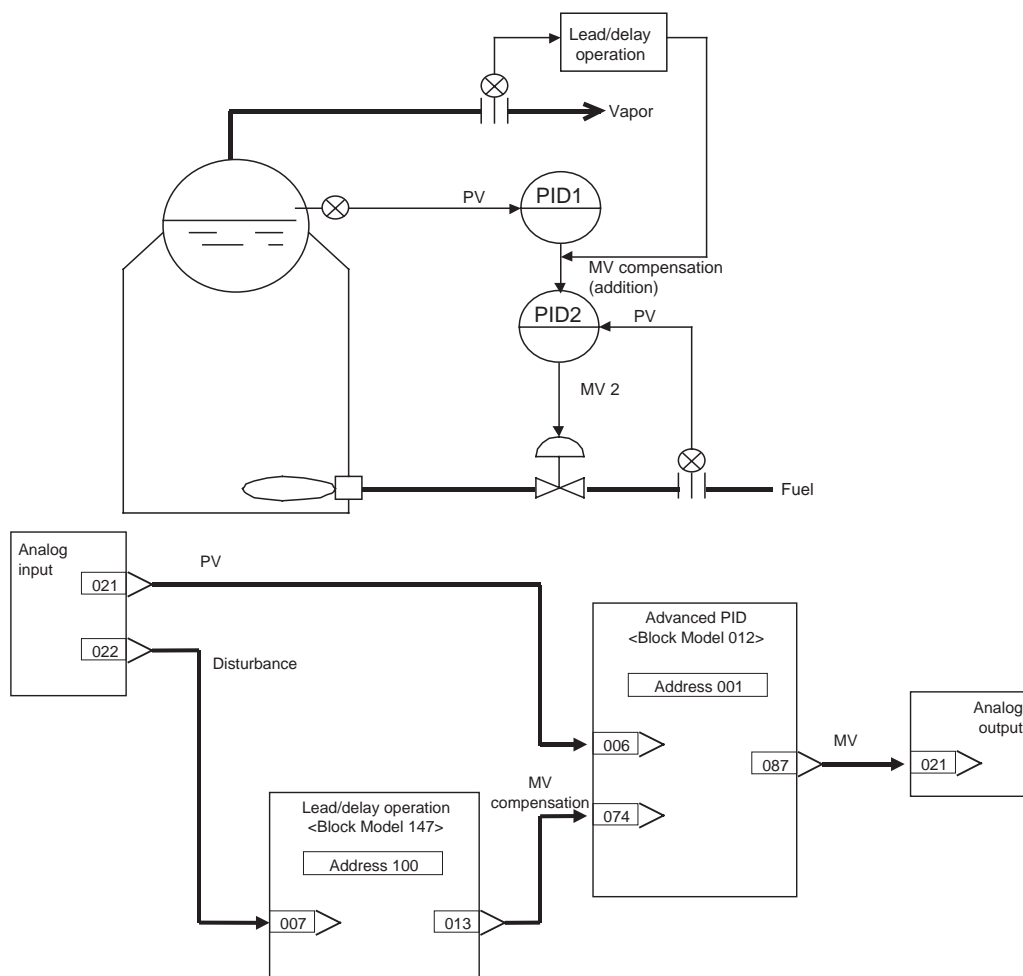 Lead/delay
operation
Vapor
PV
PID1
MV compensation
(addition)
PID2
PV
MV 2
Fuel
Analog
input
021
PV
022
Disturbance
Advanced PID
<Block Model 012>
Address 001
006
087
MV
Analog
output
021
MV
compensation
074
Lead/delay operation
<Block Model 147>
Address 100
007
013